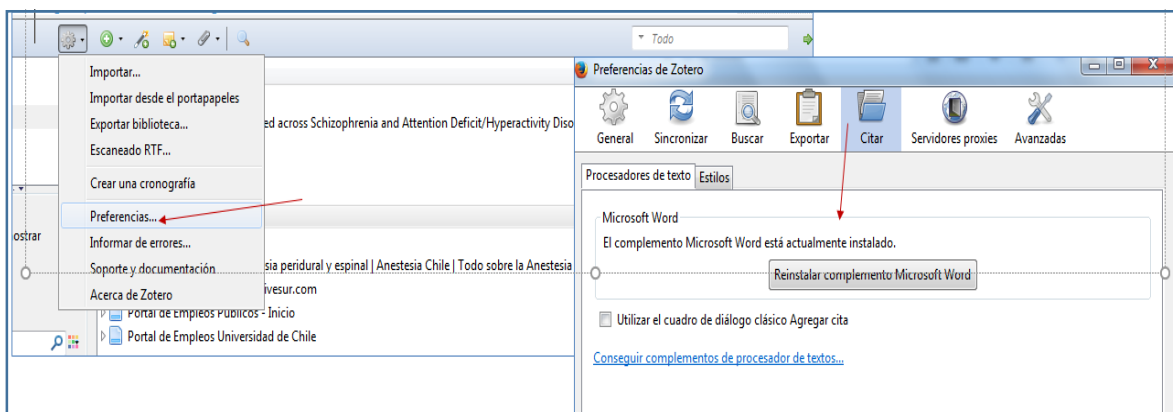 Todo
Importar...
Importar desde el portapapeles
Exportar biblioteca...
ed across Schizophrenia and Attention Deficit/Hyperactivity Diso
Escaneado RTF...
Crear una cronografía
Preferencias...
ostrar
Informar de errores...
Soporte y documentación
sia peridural y espinal | Anestesia Chile | Todo sobre la Anestesia
ivesur.com
Acerca de Zotero
Portal de Empleos Públicos - Inicio
Portal de Empleos Universidad de Chile
Preferencias de Zotero
General Sincronizar Buscar Exportar Citar Servidores proxies Avanzadas
Procesadores de texto Estilos
Microsoft Word
El complemento Microsoft Word está actualmente instalado.
Reinstalar complemento Microsoft Word
Utilizar el cuadro de diálogo clásico Agregar cita
Conseguir complementos de procesador de textos...